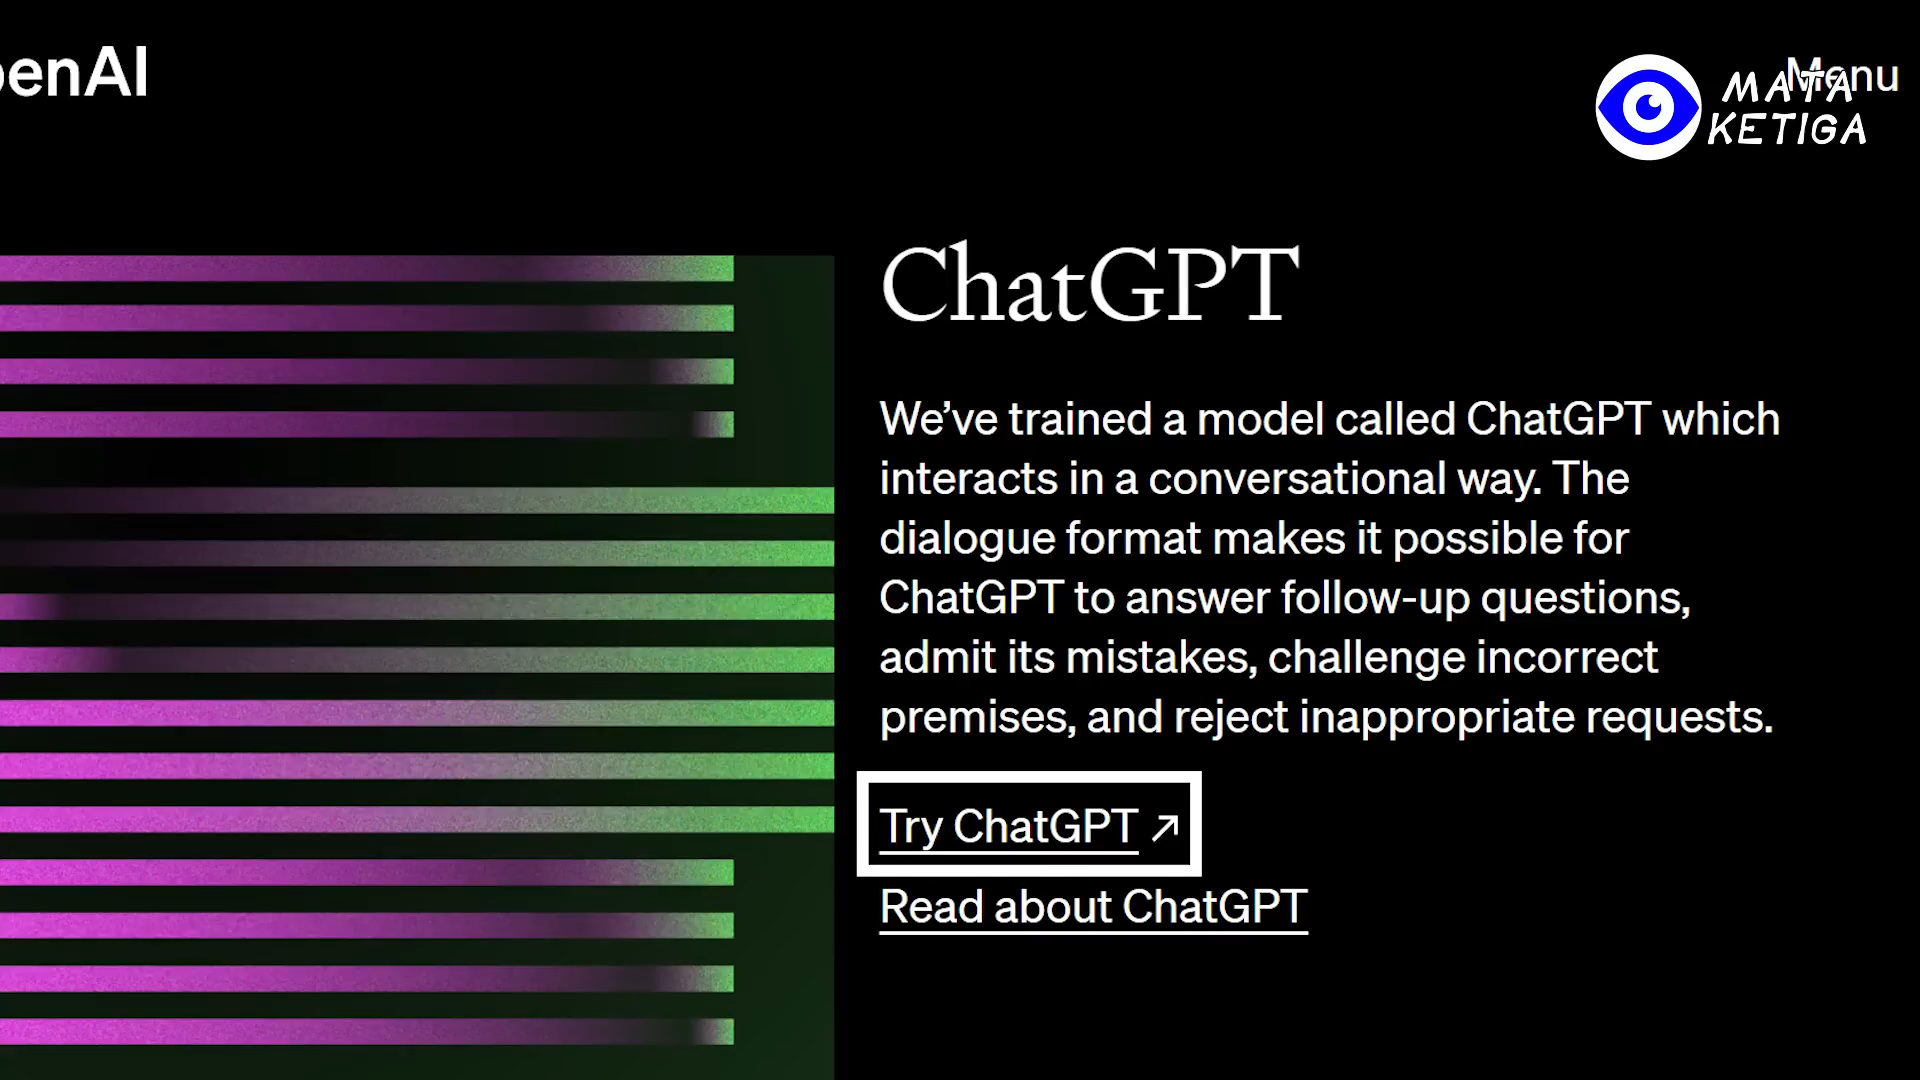 penAI
Menu
MATA
KETIGA
ChatGPT
We’ve trained a model called ChatGPT which
interacts in a conversational way. The
dialogue format makes it possible for
ChatGPT to answer follow-up questions,
admit its mistakes, challenge incorrect
premises, and reject inappropriate requests.
Try ChatGPT ↗
Read about ChatGPT